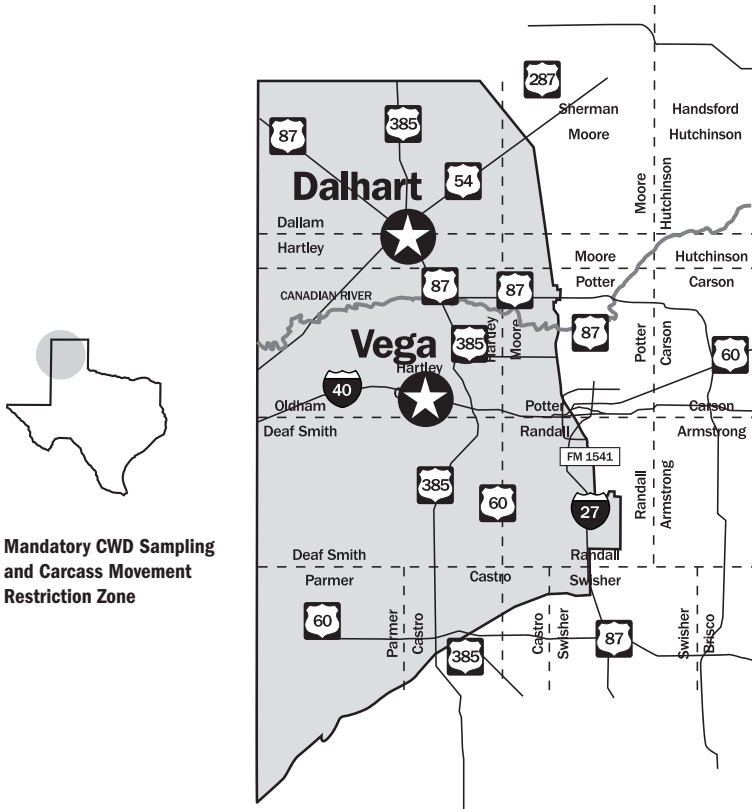 287
Sherman
Handsford
Moore
Hutchinson
87
385
54
Dalhart
Moore
Hutchinson
Dallam
Hartley
Moore
Hutchinson
Potter
Carson
CANADIAN RIVER
87
87
Hartley
Moore
87
Potter
Carson
Vega
385
60
Hartley
40
Oldham
Potter
Carson
Deaf Smith
Randall
Armstrong
FM 1541
385
60
27
Randall
Armstrong
Mandatory CWD Sampling
and Carcass Movement
Restriction Zone
Deaf Smith
Randall
Parmer
Castro
Swisher
60
Parmer
Castro
385
Castro
Swisher
87
Swisher
Brisco